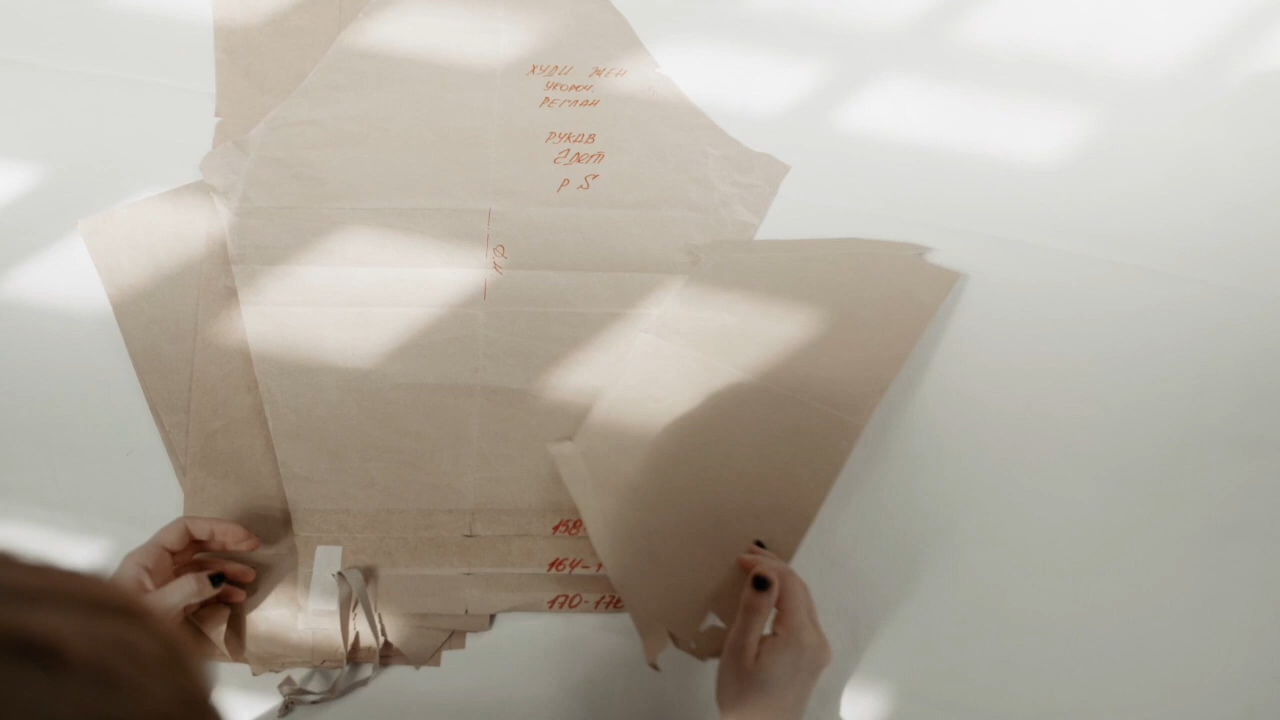 ХУДИ ЖЕН
УКОРОЧ.
РЕГЛАН
РУКАВ
2 дет
р S
158-
164-1
170-176